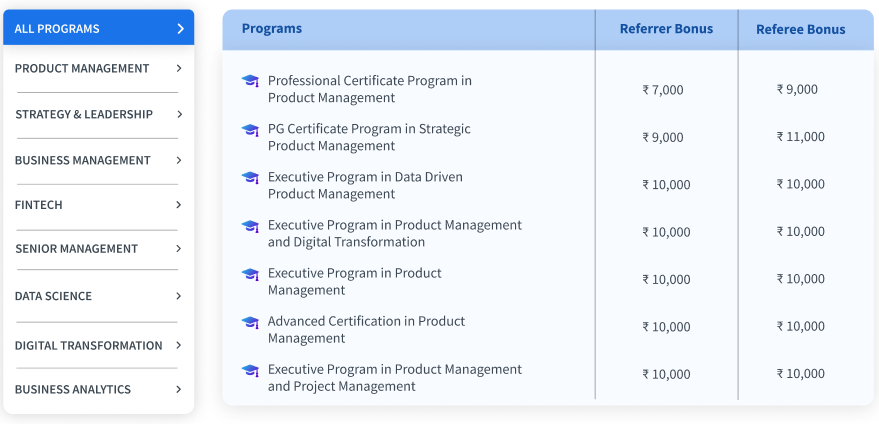 ALL PROGRAMS
PRODUCT MANAGEMENT
STRATEGY & LEADERSHIP
BUSINESS MANAGEMENT
FINTECH
SENIOR MANAGEMENT
DATA SCIENCE
DIGITAL TRANSFORMATION
BUSINESS ANALYTICS
Programs Referrer Bonus Referee Bonus
Professional Certificate Program in
Product Management
₹ 7,000 ₹ 9,000
PG Certificate Program in Strategic
Product Management
₹ 9,000 ₹ 11,000
Executive Program in Data Driven
Product Management
₹ 10,000 ₹ 10,000
Executive Program in Product Management
and Digital Transformation
₹ 10,000 ₹ 10,000
Executive Program in Product
Management
₹ 10,000 ₹ 10,000
Advanced Certification in Product
Management
₹ 10,000 ₹ 10,000
Executive Program in Product Management
and Project Management
₹ 10,000 ₹ 10,000